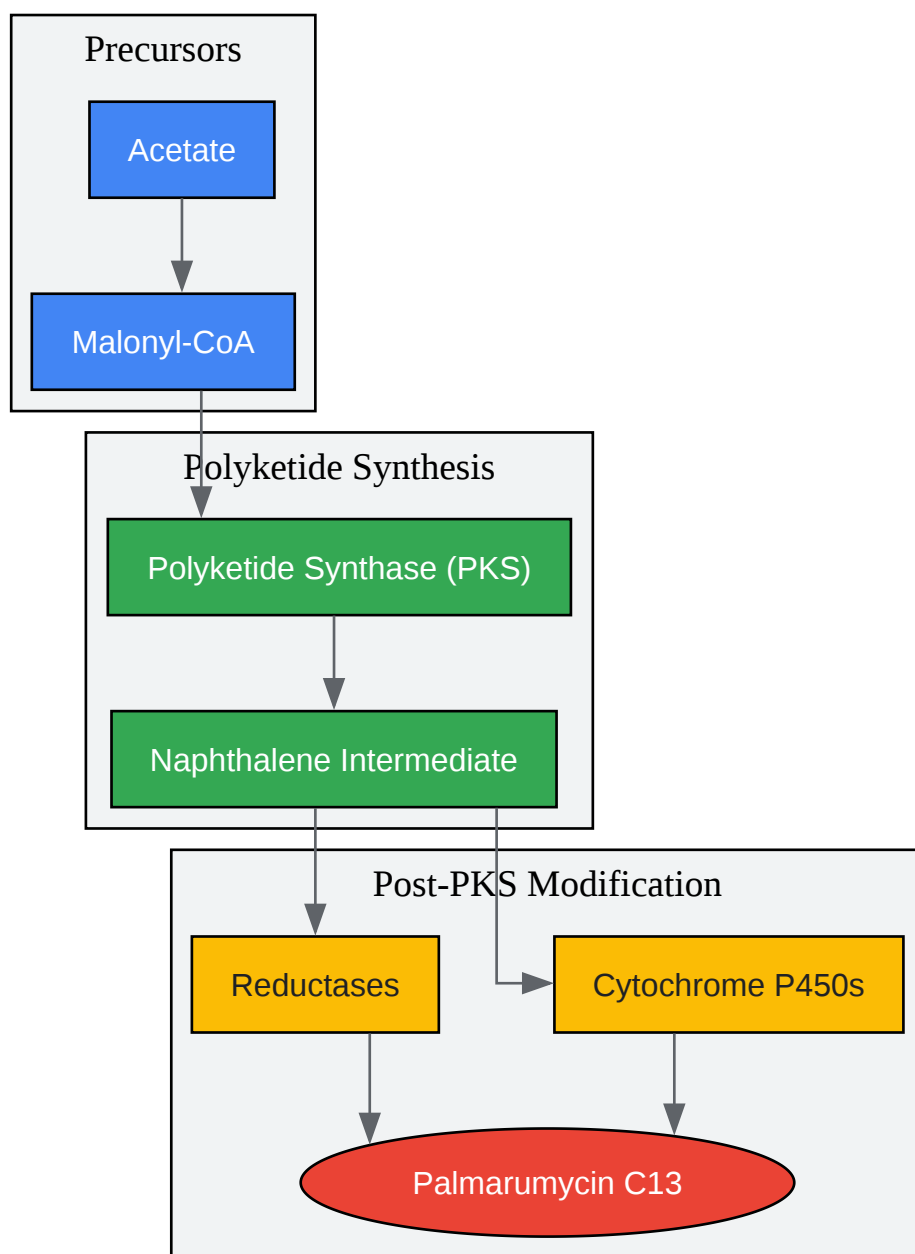 Precursors
Acetate
Malonyl-CoA
Polyketide Synthesis
Polyketide Synthase (PKS)
Naphthalene Intermediate
Post-PKS Modification
Reductases
Cytochrome P450s
Palmarumycin C13